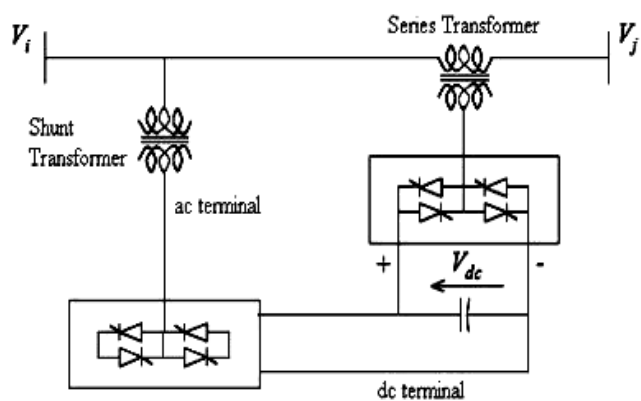 Series Transformer
V_i
V_j
Shunt
Transformer
ac terminal
+
V_dc
-
dc terminal